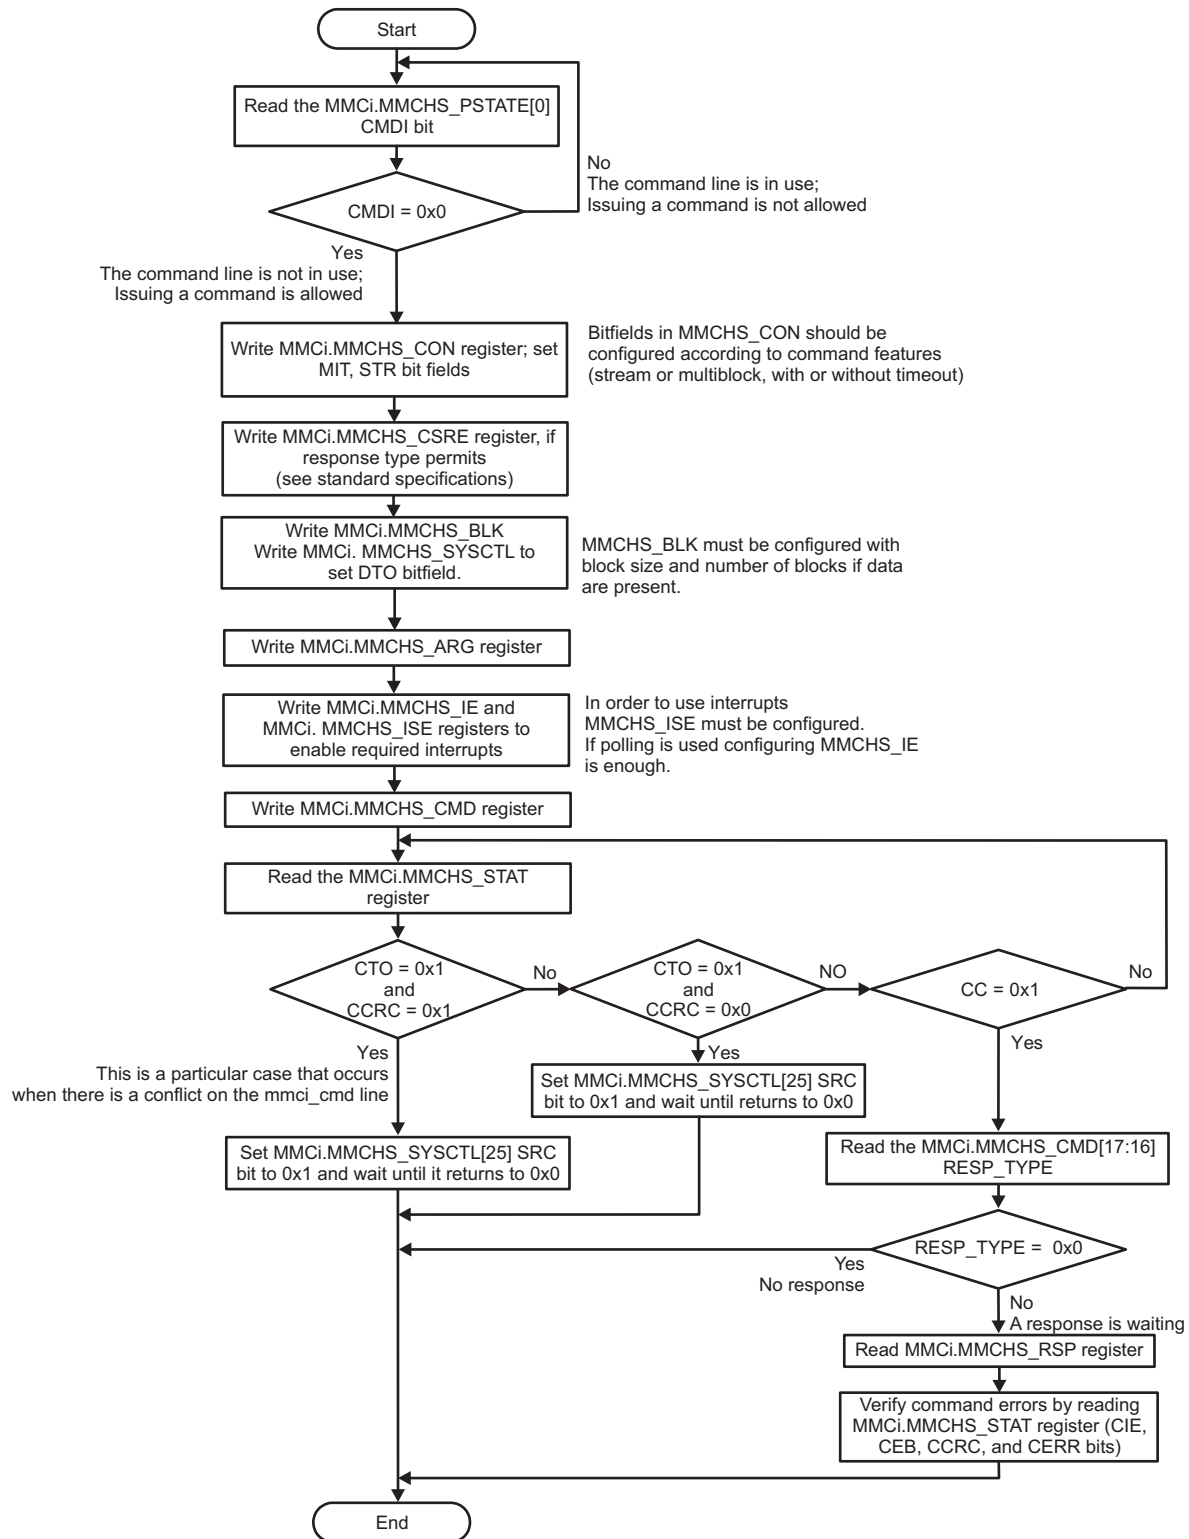 Start
Read the MMCi.MMCHS_PSTATE[0]
CMDI bit
No
The command line is in use;
Issuing a command is not allowed
CMDI = 0x0
Yes
The command line is not in use;
Issuing a command is allowed
Write MMCi.MMCHS_CON register; set
MIT, STR bit fields
Bitfields in MMCHS_CON should be
configured according to command features
(stream or multiblock, with or without timeout)
Write MMCi.MMCHS_CSRE register, if
response type permits
(see standard specifications)
Write MMCi.MMCHS_BLK
Write MMCi. MMCHS_SYSCTL to
set DTO bitfield.
MMCHS_BLK must be configured with
block size and number of blocks if data
are present.
Write MMCi.MMCHS_ARG register
Write MMCi.MMCHS_IE and
MMCi. MMCHS_ISE registers to
enable required interrupts
In order to use interrupts
MMCHS_ISE must be configured.
If polling is used configuring MMCHS_IE
is enough.
Write MMCi.MMCHS_CMD register
Read the MMCi.MMCHS_STAT
register
CTO = 0x1
and
CCRC = 0x1
No
CTO = 0x1
and
CCRC = 0x0
NO
CC = 0x1
No
Yes
This is a particular case that occurs
when there is a conflict on the mmci_cmd line
Yes
Set MMCi.MMCHS_SYSCTL[25] SRC
bit to 0x1 and wait until returns to 0x0
Yes
Set MMCi.MMCHS_SYSCTL[25] SRC
bit to 0x1 and wait until it returns to 0x0
Read the MMCi.MMCHS_CMD[17:16]
RESP_TYPE
RESP_TYPE = 0x0
Yes
No response
No
A response is waiting
Read MMCi.MMCHS_RSP register
Verify command errors by reading
MMCi.MMCHS_STAT register (CIE,
CEB, CCRC, and CERR bits)
End